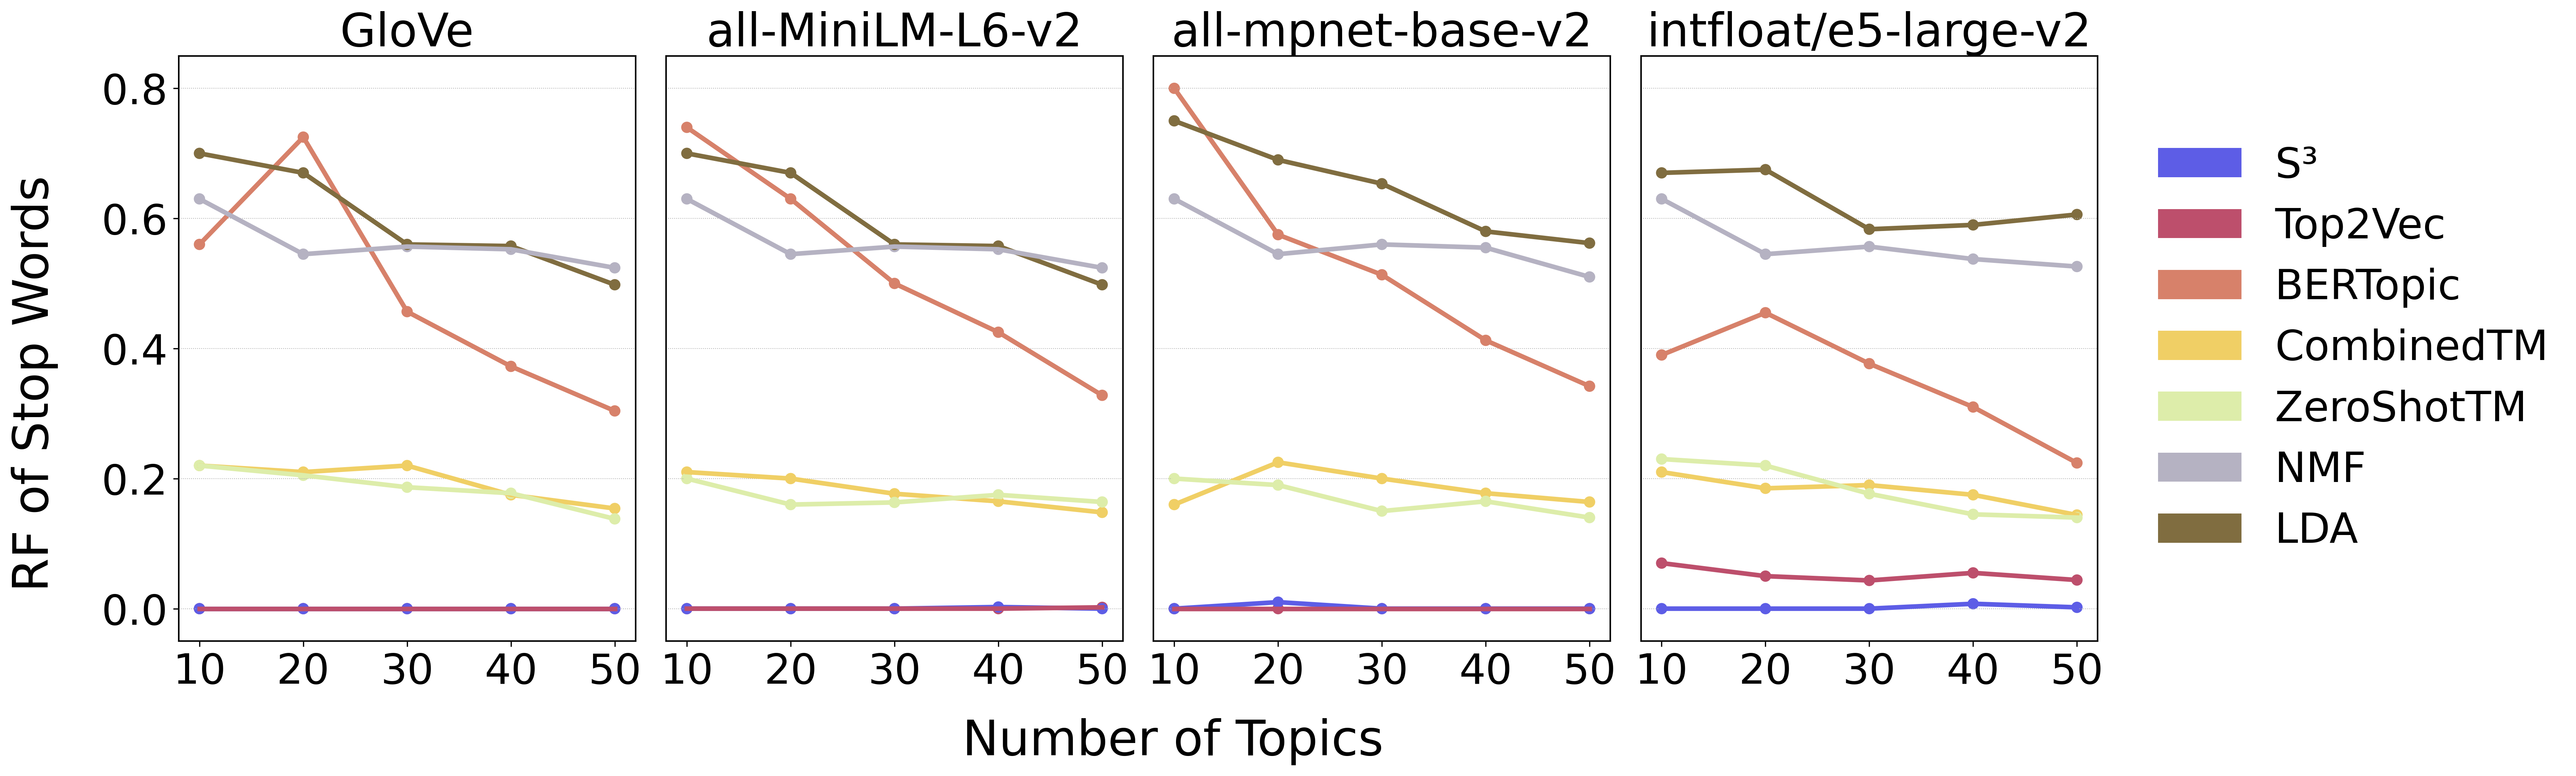 GloVe
all-MiniLM-L6-v2
all-mpnet-base-v2
intfloat/e5-large-v2
RF of Stop Words
0.8
0.6
0.4
0.2
0.0
10 20 30 40 50
10 20 30 40 50
10 20 30 40 50
10 20 30 40 50
Number of Topics
S³
Top2Vec
BERTopic
CombinedTM
ZeroShotTM
NMF
LDA